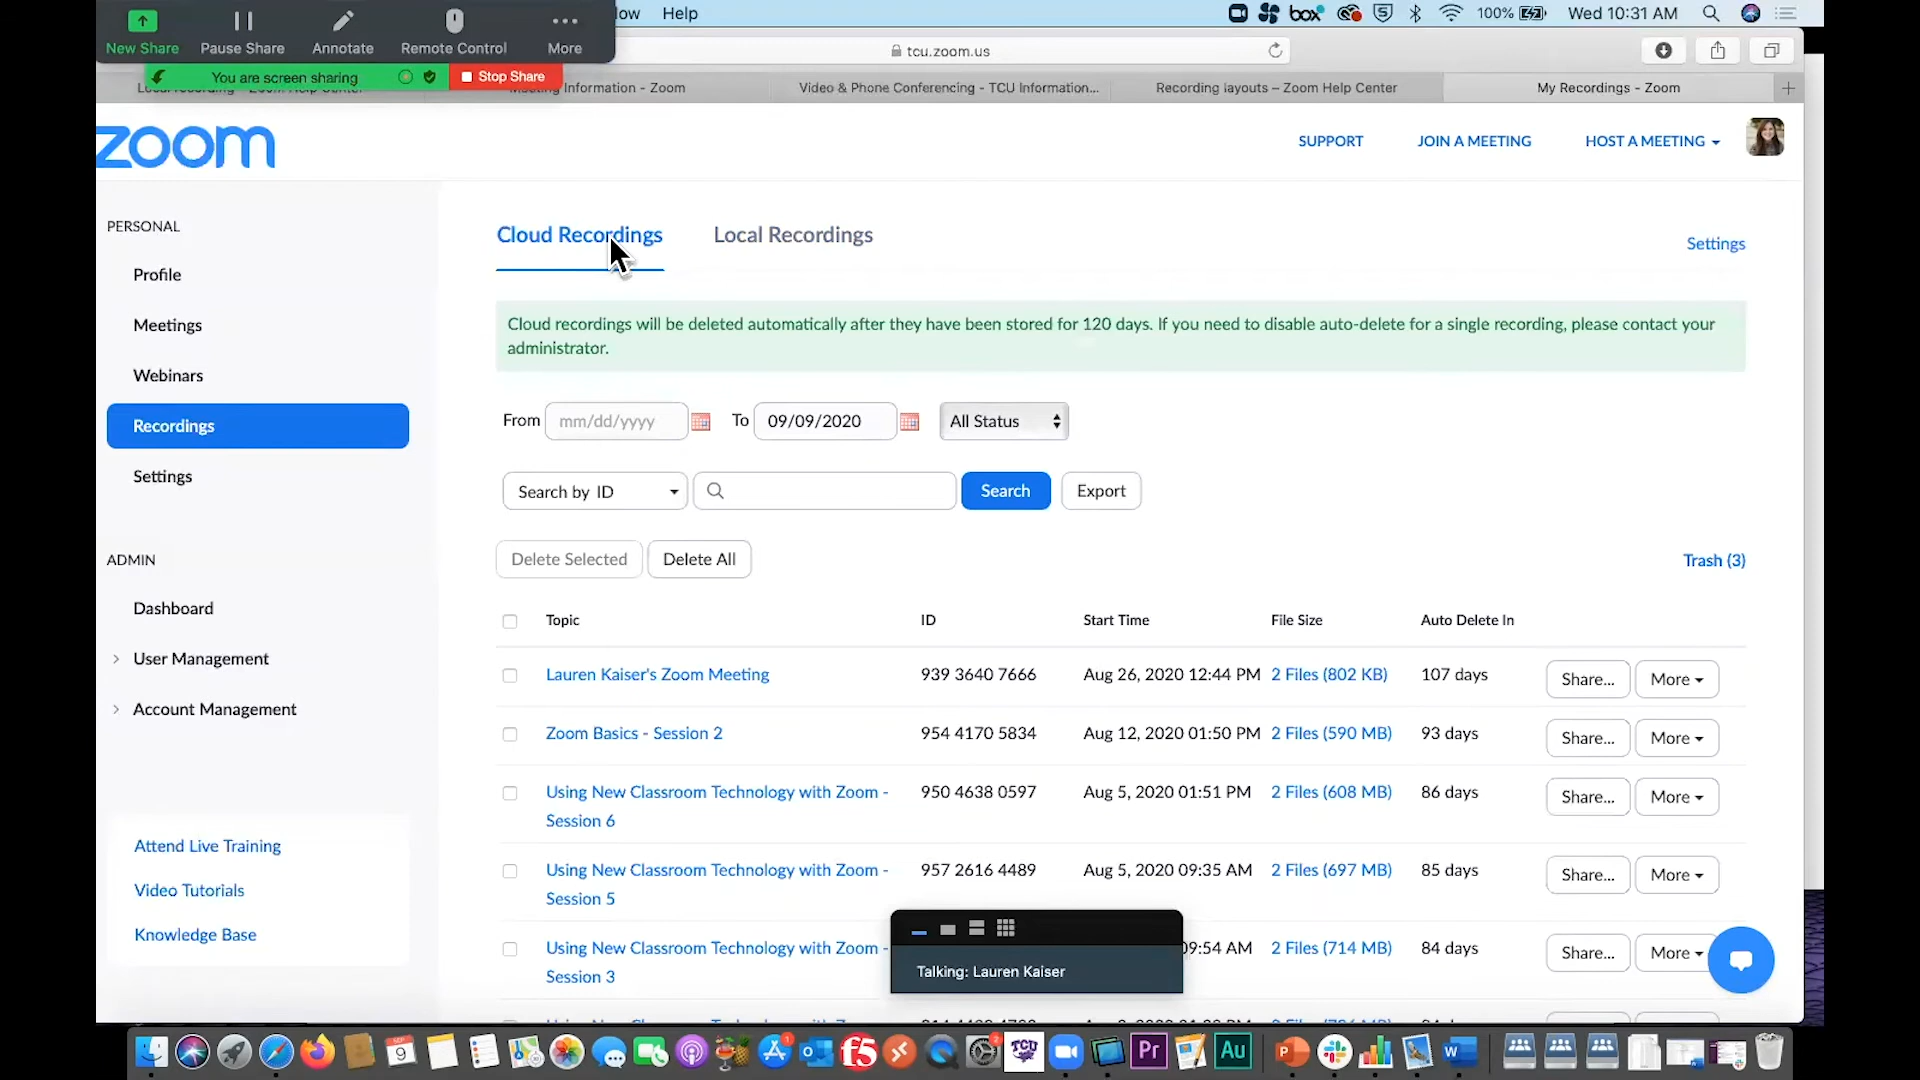 ow Help
box
100%
Wed 10:31 AM
New Share
Pause Share
Annotate
Remote Control
More
You are screen sharing
Stop Share
tcu.zoom.us
Information - Zoom
Video & Phone Conferencing - TCU Information...
Recording layouts – Zoom Help Center
My Recordings - Zoom
zoom
SUPPORT
JOIN A MEETING
HOST A MEETING
PERSONAL
Profile
Meetings
Webinars
Recordings
Settings
ADMIN
Dashboard
User Management
Account Management
Attend Live Training
Video Tutorials
Knowledge Base
Cloud Recordings
Local Recordings
Settings
Cloud recordings will be deleted automatically after they have been stored for 120 days. If you need to disable auto-delete for a single recording, please contact your
administrator.
From mm/dd/yyyy To 09/09/2020 All Status
Search by ID Search Export
Delete Selected Delete All Trash (3)
Topic ID Start Time File Size Auto Delete In
Lauren Kaiser's Zoom Meeting 939 3640 7666 Aug 26, 2020 12:44 PM 2 Files (802 KB) 107 days Share... More
Zoom Basics - Session 2 954 4170 5834 Aug 12, 2020 01:50 PM 2 Files (590 MB) 93 days Share... More
Using New Classroom Technology with Zoom - 950 4638 0597 Aug 5, 2020 01:51 PM 2 Files (608 MB) 86 days Share... More
Session 6
Using New Classroom Technology with Zoom - 957 2616 4489 Aug 5, 2020 09:35 AM 2 Files (697 MB) 85 days Share... More
Session 5
Using New Classroom Technology with Zoom - 09:54 AM 2 Files (714 MB) 84 days Share... More
Session 3
Talking: Lauren Kaiser
SEP
9
f5
TCU
Pr
Au
P
W